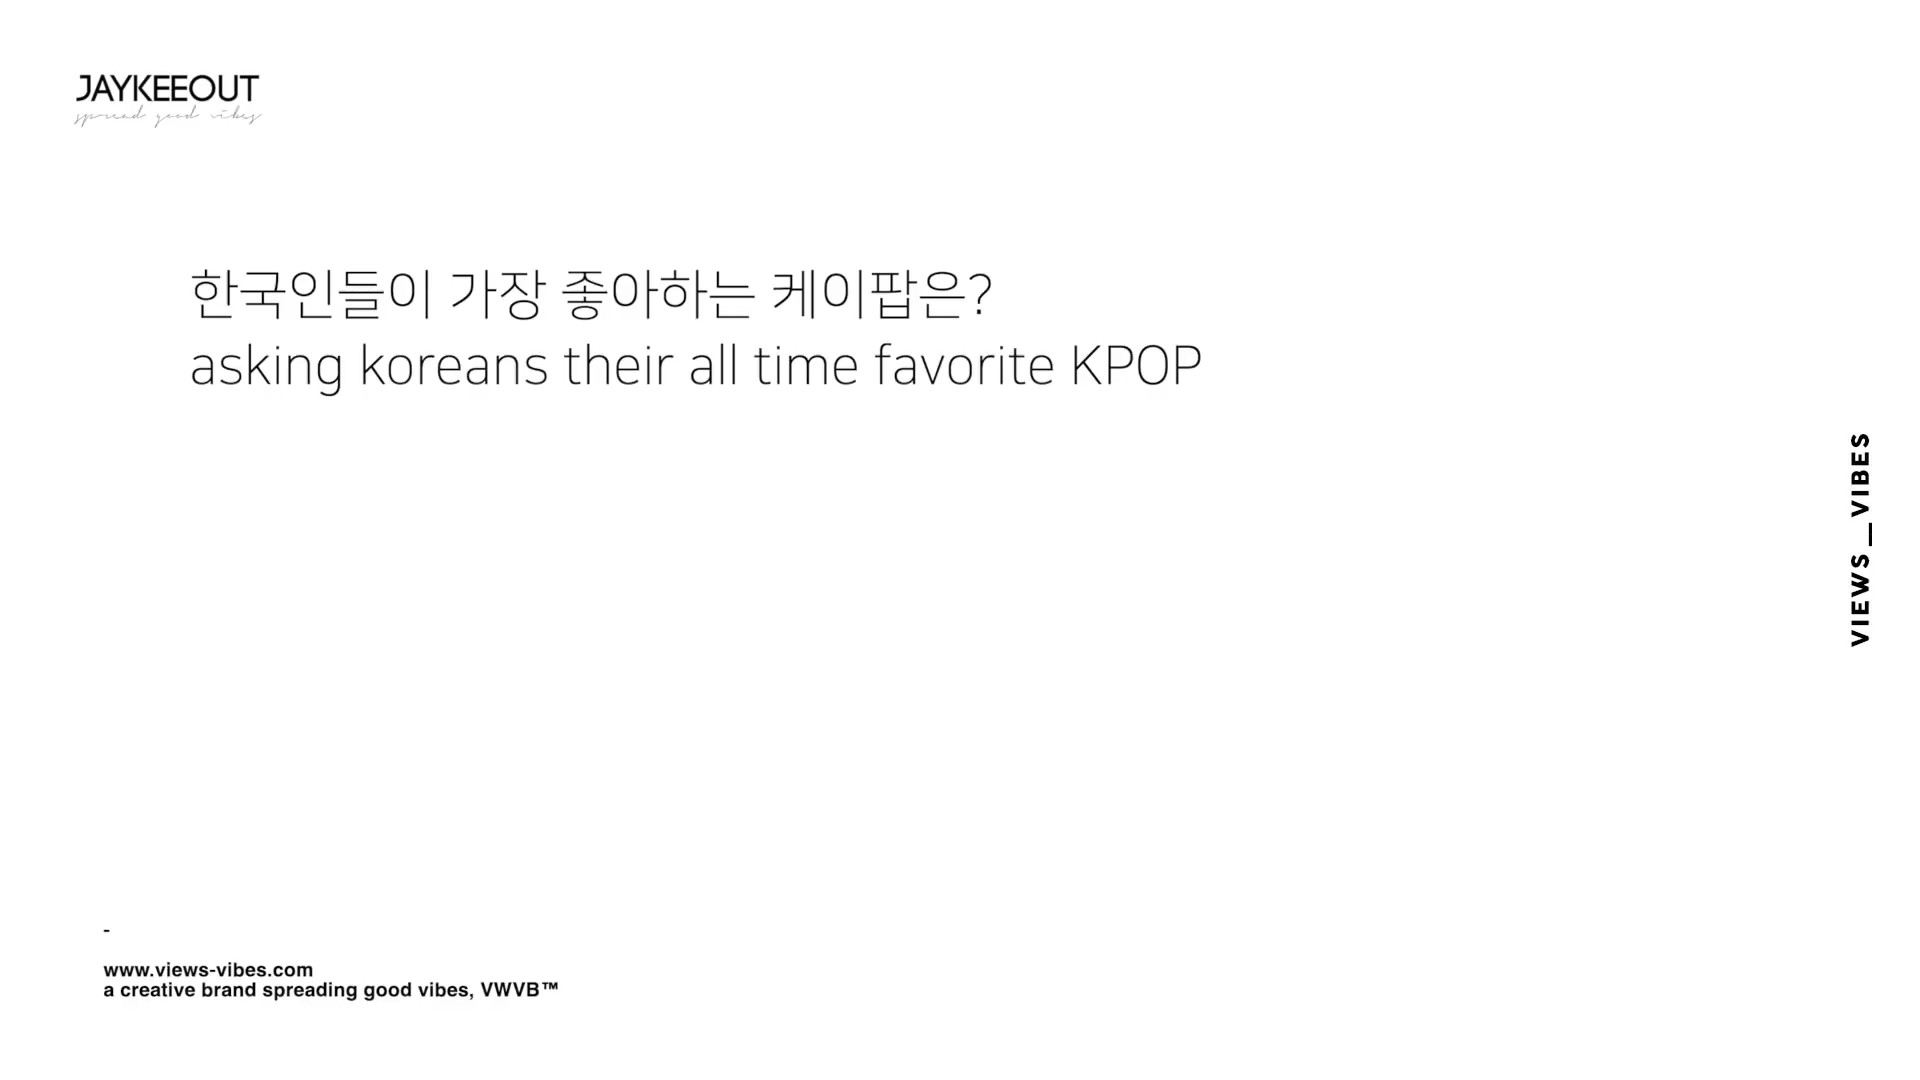 JAYKEEOUT
spread good vibes
한국인들이 가장 좋아하는 케이팝은?
asking koreans their all time favorite KPOP
VIEWS__VIBES
-
www.views-vibes.com
a creative brand spreading good vibes, VWVB™